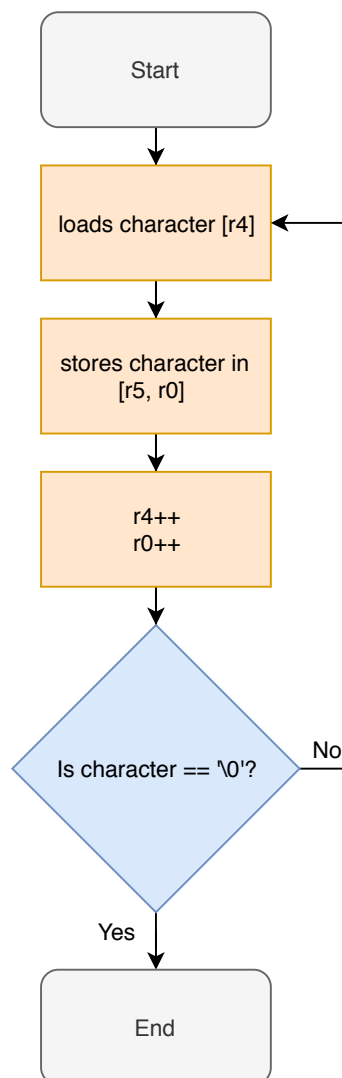 Start
loads character [r4]
stores character in
[r5, r0]
r4++
r0++
Is character == '\0'?
No
Yes
End